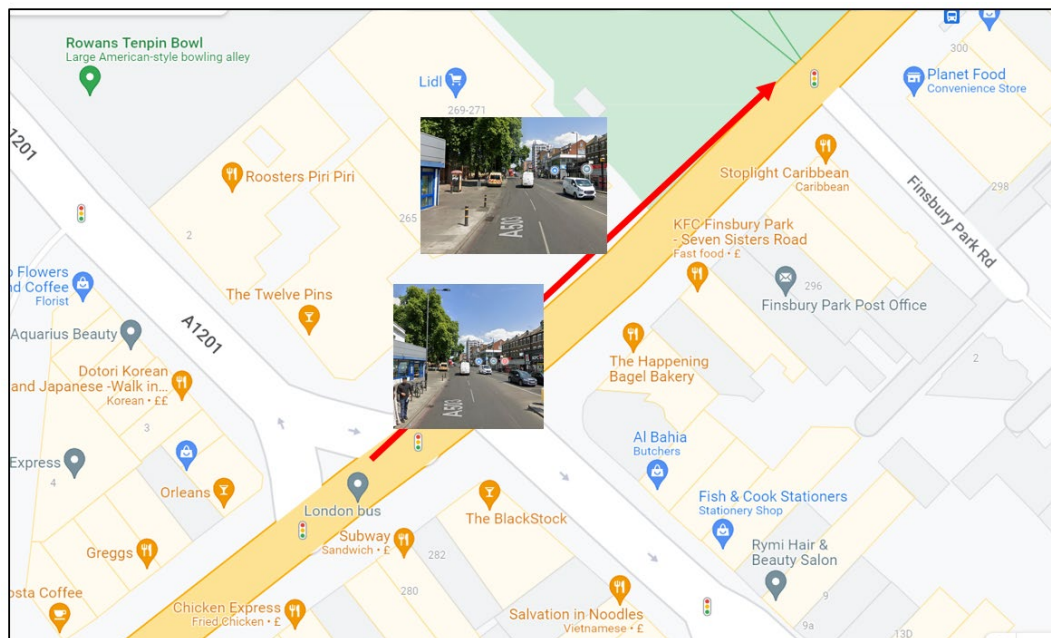 Rowans Tenpin Bowl
Large American-style bowling alley
Lidl
269-271
300
Planet Food
Convenience Store
1201
Roosters Piri Piri
2
265
Stoplight Caribbean
Caribbean
298
Finsbury Park Rd
KFC Finsbury Park
- Seven Sisters Road
Fast food • £
296
Finsbury Park Post Office
A503
o Flowers
nd Coffee
Florist
The Twelve Pins
A1201
Aquarius Beauty
Dotori Korean
and Japanese -Walk in...
Korean • ££
3
The Happening
Bagel Bakery
2
A503
Express
4
Orleans
London bus
The BlackStock
Al Bahia
Butchers
Fish & Cook Stationers
Stationery Shop
Greggs
Subway
Sandwich • £
282
280
Rymi Hair &
Beauty Salon
9
9a
osta Coffee
Chicken Express
Fried Chicken • £
Salvation in Noodles
Vietnamese • £
13D